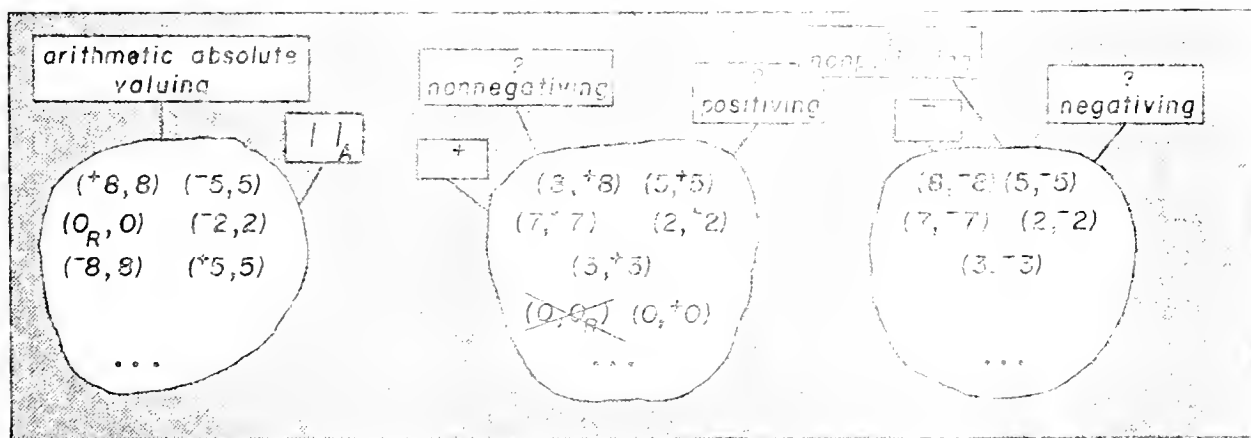 arithmetic absolute
valuing
| |A
?
nonnegativing
+
?
positiving
?
negativing
(⁺8, 8) (⁻5, 5)
(0R, 0) (⁻2, 2)
(⁻8, 8) (⁺5, 5)
...
(8, ⁺8) (5, ⁺5)
(7, ⁺7) (2, ⁺2)
(3, ⁺3)
(0, 0R) (0, ⁺0)
...
(8, ⁻8) (5, ⁻5)
(7, ⁻7) (2, ⁻2)
(3, ⁻3)
...